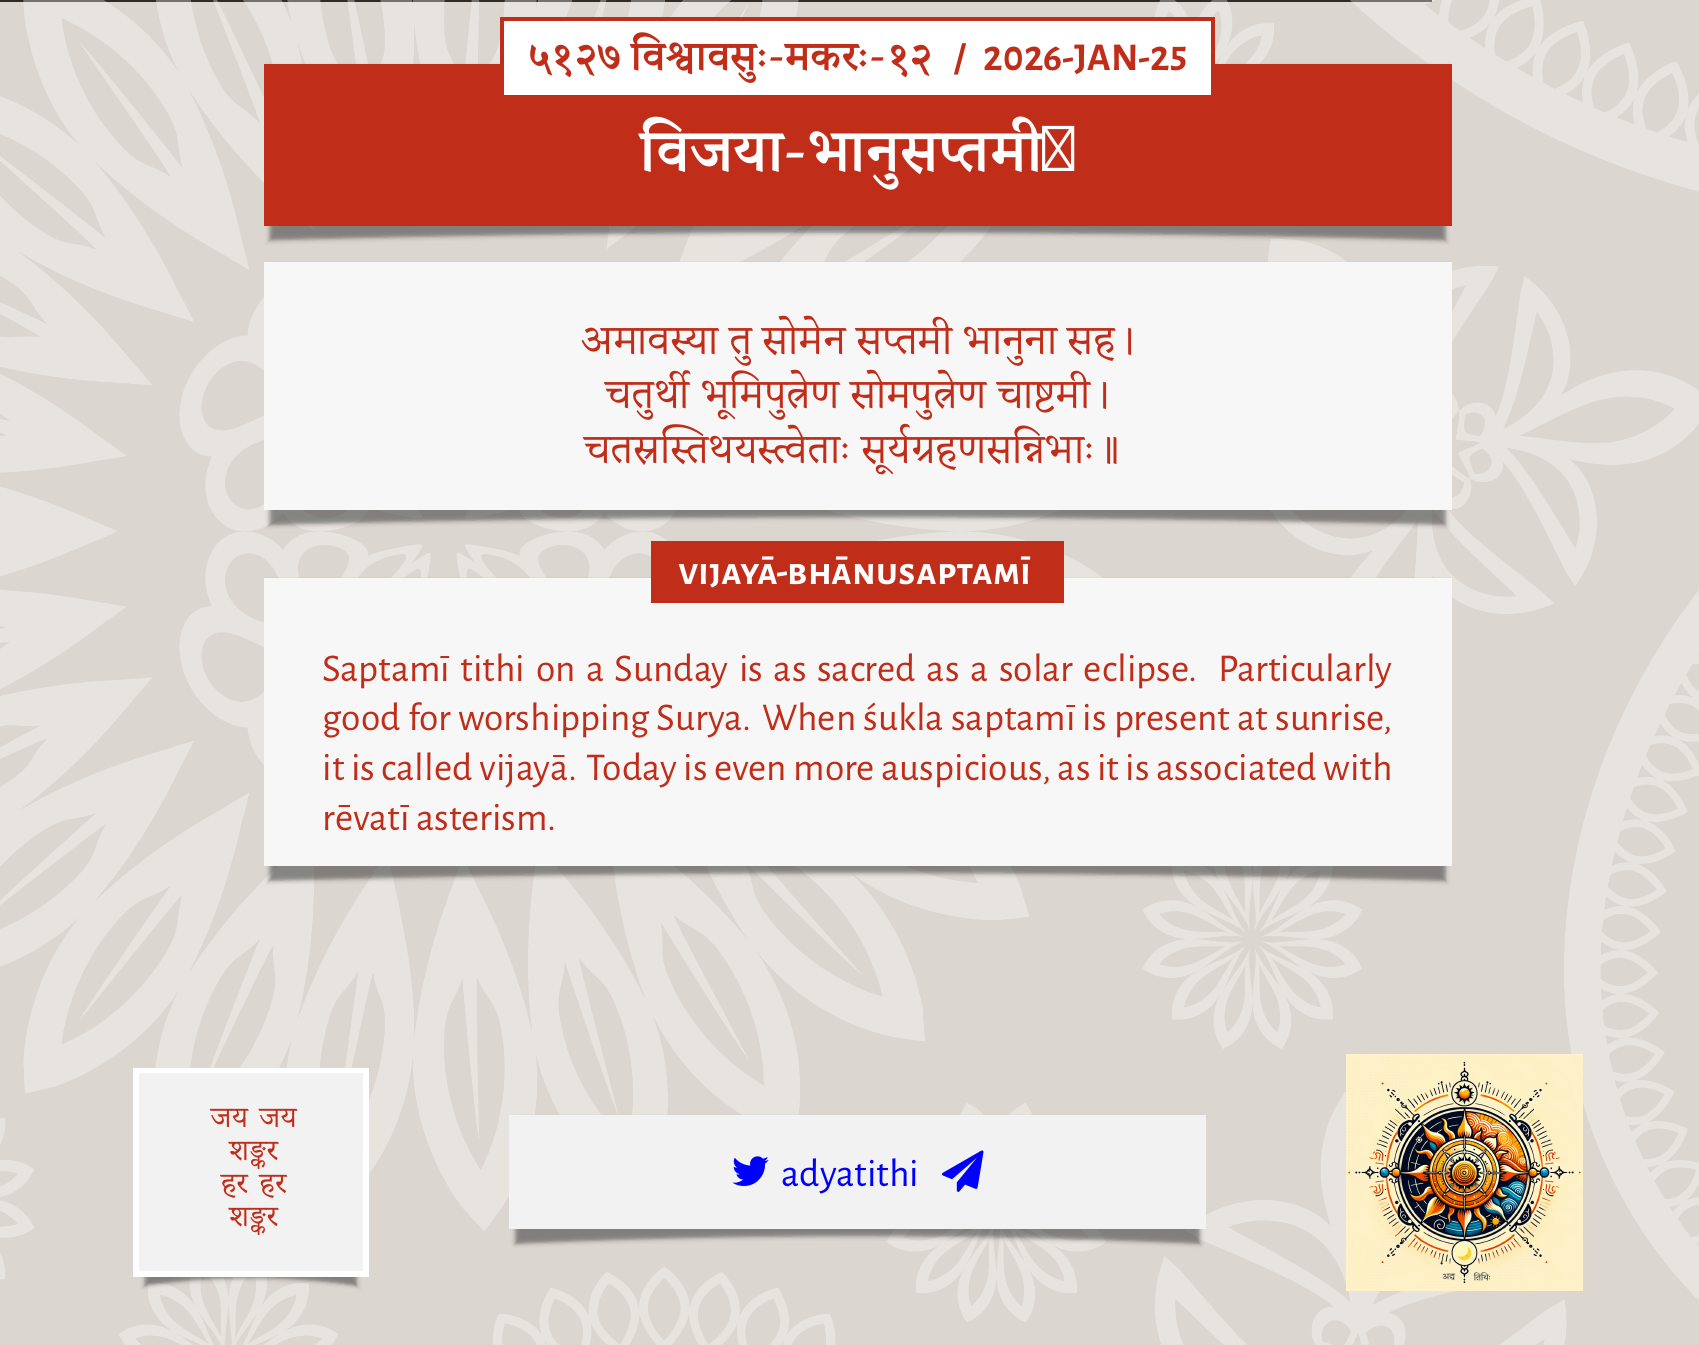 ५१२७ विश्वावसुः-मकरः-१२ / 2026-JAN-25
विजया-भानुसप्तमी
अमावस्या तु सोमेन सप्तमी भानुना सह।
चतुर्थी भूमिपुत्रेण सोमपुत्रेण चाष्टमी।
चतस्रस्तिथयस्त्वेताः सूर्यग्रहणसन्निभाः॥
VIJAYĀ-BHĀNUSAPTAMĪ
Saptamī tithi on a Sunday is as sacred as a solar eclipse. Particularly
good for worshipping Surya. When śukla saptamī is present at sunrise,
it is called vijayā. Today is even more auspicious, as it is associated with
rēvatī asterism.
जय जय
शङ्कर
हर हर
शङ्कर
adyatithi
अद्य तिथिः